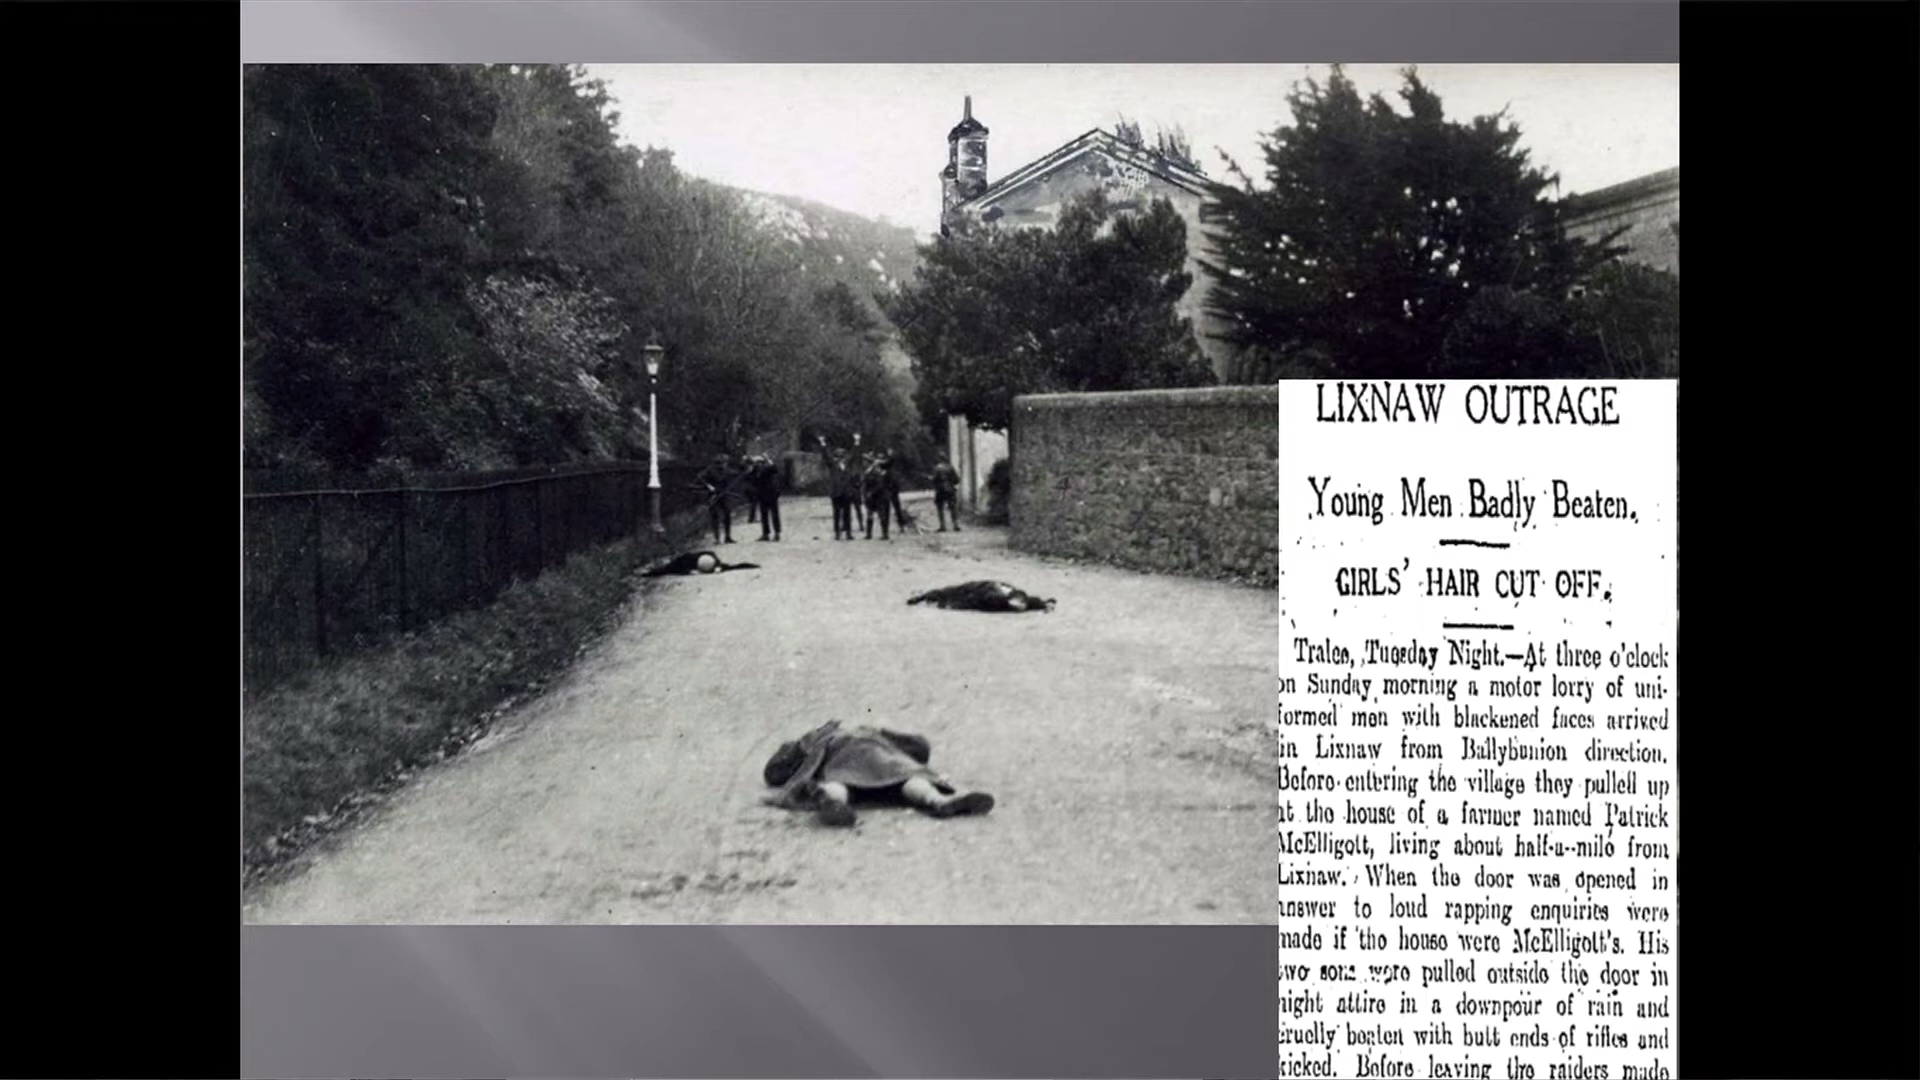 LIXNAW OUTRAGE
Young Men Badly Beaten.
GIRLS' HAIR CUT OFF.
Tralee, Tuesday Night.—At three o'clock
on Sunday morning a motor lorry of uni-
formed men with blackened faces arrived
in Lixnaw from Ballybunion direction.
Before entering the village they pulled up
at the house of a farmer named Patrick
McElligott, living about half-a-mile from
Lixnaw. When the door was opened in
answer to loud rapping enquiries were
made if the house were McElligott's. His
two sons were pulled outside the door in
night attire in a downpour of rain and
cruelly beaten with butt ends of rifles and
kicked. Before leaving the raiders made